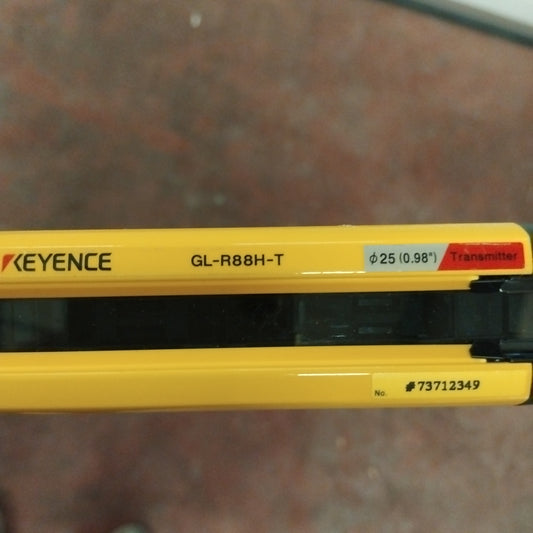 KEYENCE GL-R88H-T ϕ25 (0.98") Transmitter
No. #73712349